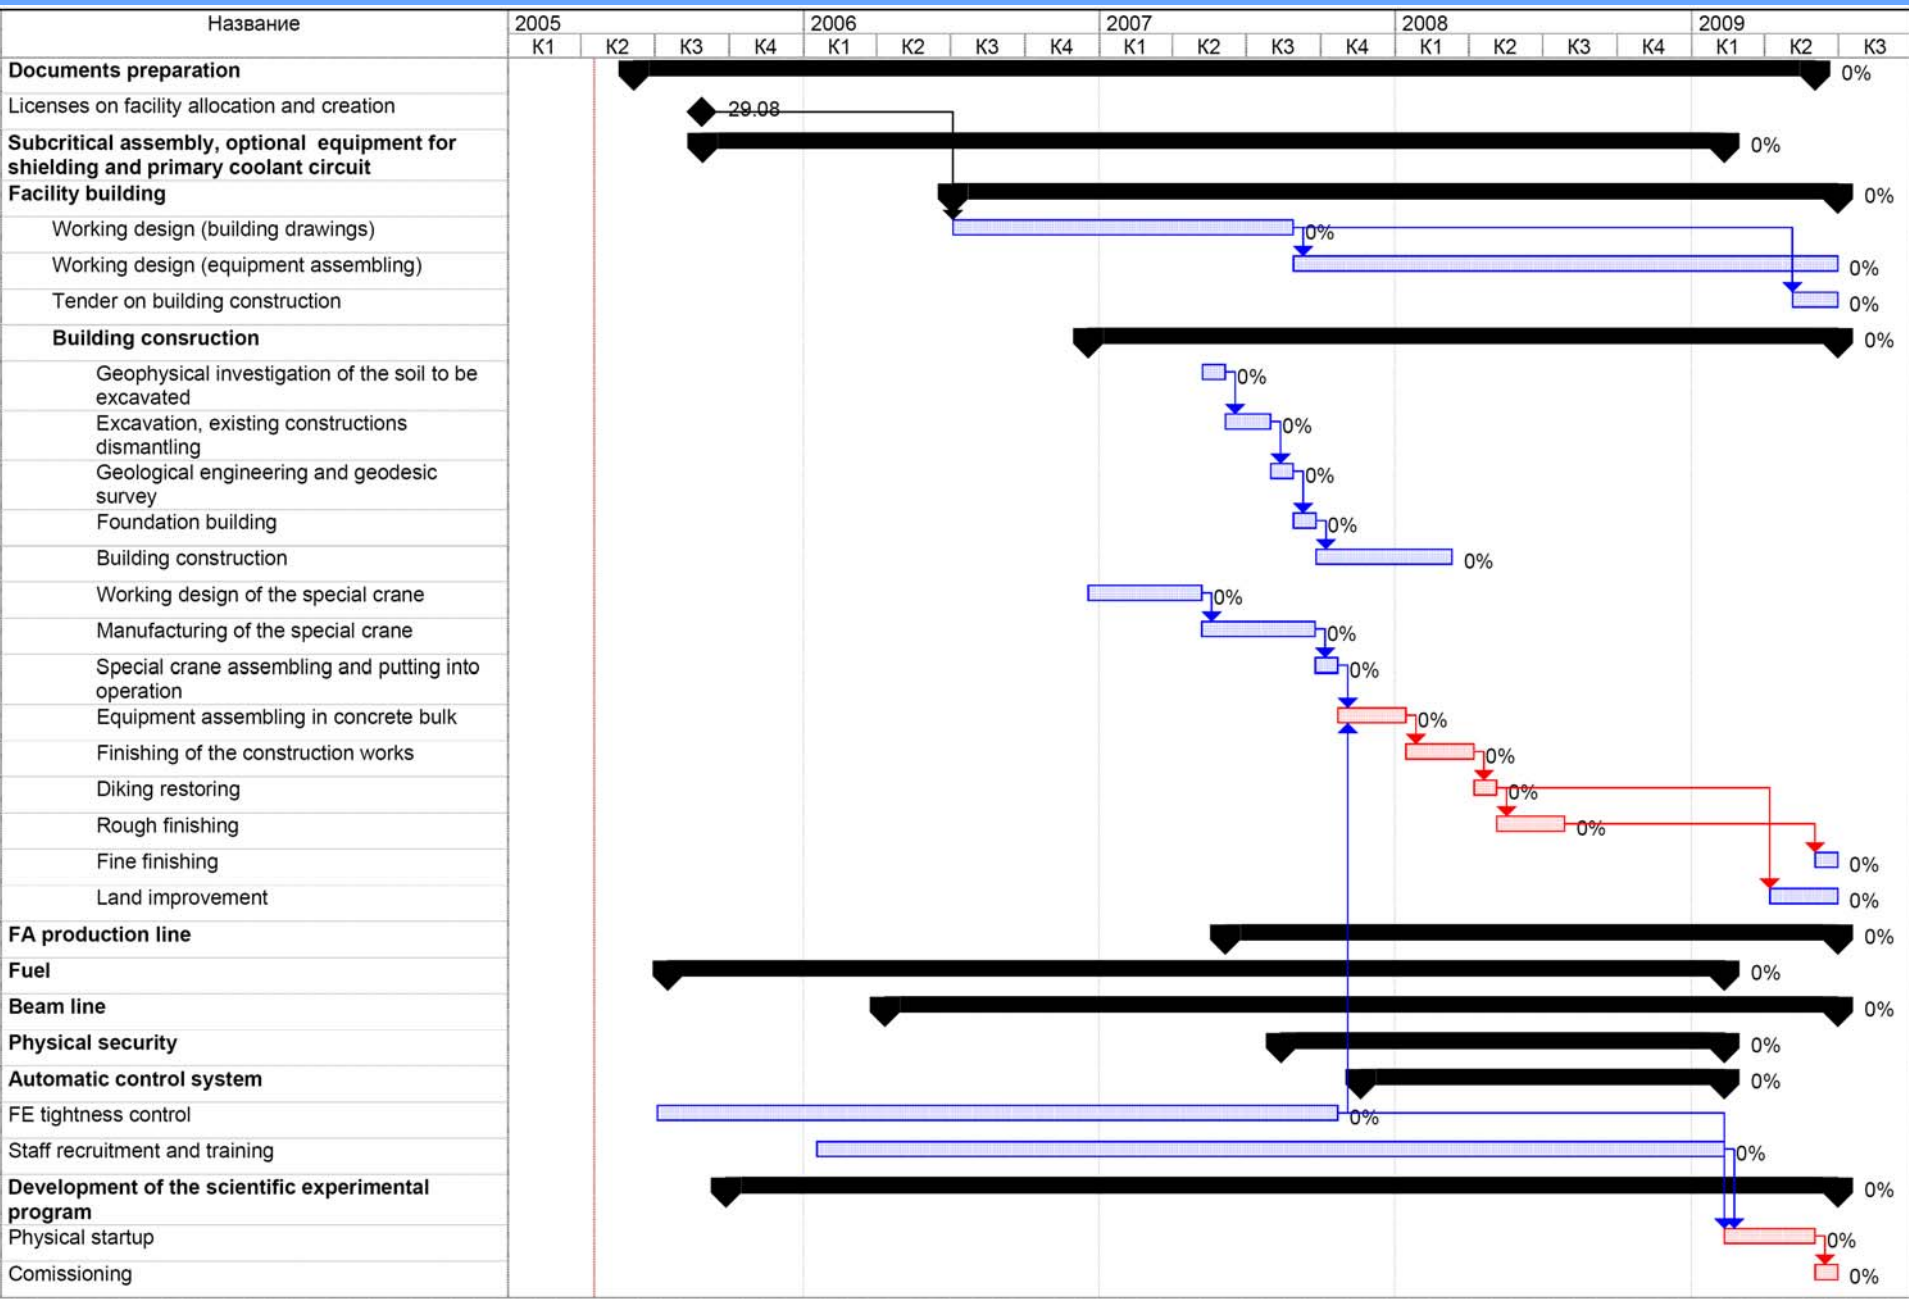 Название 2005 2006 2007 2008 2009
К1 К2 К3 К4 К1 К2 К3 К4 К1 К2 К3 К4 К1 К2 К3 К4 К1 К2 К3
Documents preparation 0%
Licenses on facility allocation and creation 29.08
Subcritical assembly, optional equipment for
shielding and primary coolant circuit 0%
Facility building 0%
Working design (building drawings) 0%
Working design (equipment assembling) 0%
Tender on building construction 0%
Building consruction 0%
Geophysical investigation of the soil to be
excavated 0%
Excavation, existing constructions
dismantling 0%
Geological engineering and geodesic
survey 0%
Foundation building 0%
Building construction 0%
Working design of the special crane 0%
Manufacturing of the special crane 0%
Special crane assembling and putting into
operation 0%
Equipment assembling in concrete bulk 0%
Finishing of the construction works 0%
Diking restoring 0%
Rough finishing 0%
Fine finishing 0%
Land improvement 0%
FA production line 0%
Fuel 0%
Beam line 0%
Physical security 0%
Automatic control system 0%
FE tightness control 0%
Staff recruitment and training 0%
Development of the scientific experimental
program 0%
Physical startup 0%
Comissioning 0%